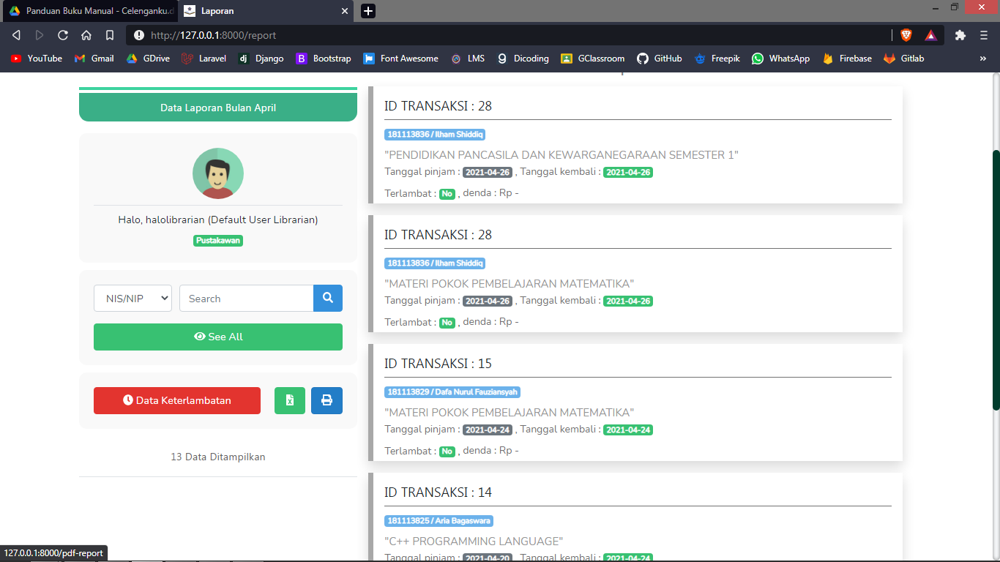 Panduan Buku Manual - Celenganku.d
Laporan
http://127.0.0.1:8000/report
YouTube
Gmail
GDrive
Laravel
dj Django
B Bootstrap
Font Awesome
LMS
Dicoding
GClassroom
GitHub
Freepik
WhatsApp
Firebase
Gitlab
»
Data Laporan Bulan April
Halo, halolibrarian (Default User Librarian)
Pustakawan
NIS/NIP
Search
See All
Data Keterlambatan
13 Data Ditampilkan
ID TRANSAKSI : 28
181113836 / Ilham Shiddiq
"PENDIDIKAN PANCASILA DAN KEWARGANEGARAAN SEMESTER 1"
Tanggal pinjam : 2021-04-26 , Tanggal kembali : 2021-04-26
Terlambat : No , denda : Rp -
ID TRANSAKSI : 28
181113836 / Ilham Shiddiq
"MATERI POKOK PEMBELAJARAN MATEMATIKA"
Tanggal pinjam : 2021-04-26 , Tanggal kembali : 2021-04-26
Terlambat : No , denda : Rp -
ID TRANSAKSI : 15
181113829 / Dafa Nurul Fauziansyah
"MATERI POKOK PEMBELAJARAN MATEMATIKA"
Tanggal pinjam : 2021-04-24 , Tanggal kembali : 2021-04-24
Terlambat : No , denda : Rp -
ID TRANSAKSI : 14
181113825 / Aria Bagaswara
"C++ PROGRAMMING LANGUAGE"
Tanggal pinjam : 2021-04-20 , Tanggal kembali : 2021-04-24
127.0.0.1:8000/pdf-report